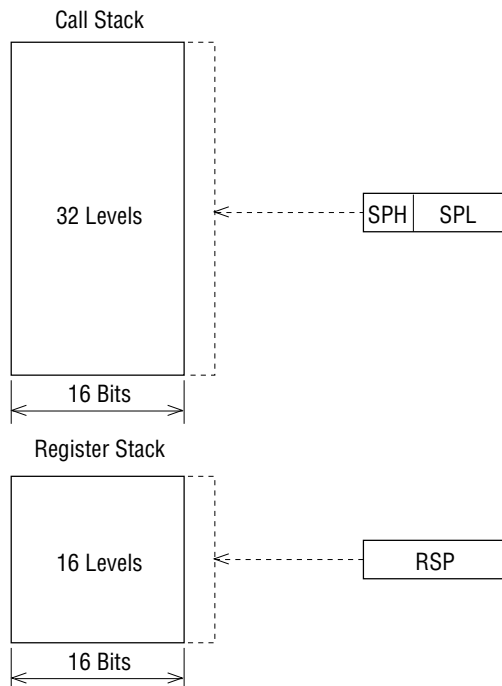 Call Stack
32 Levels
SPH SPL
16 Bits
Register Stack
16 Levels
RSP
16 Bits